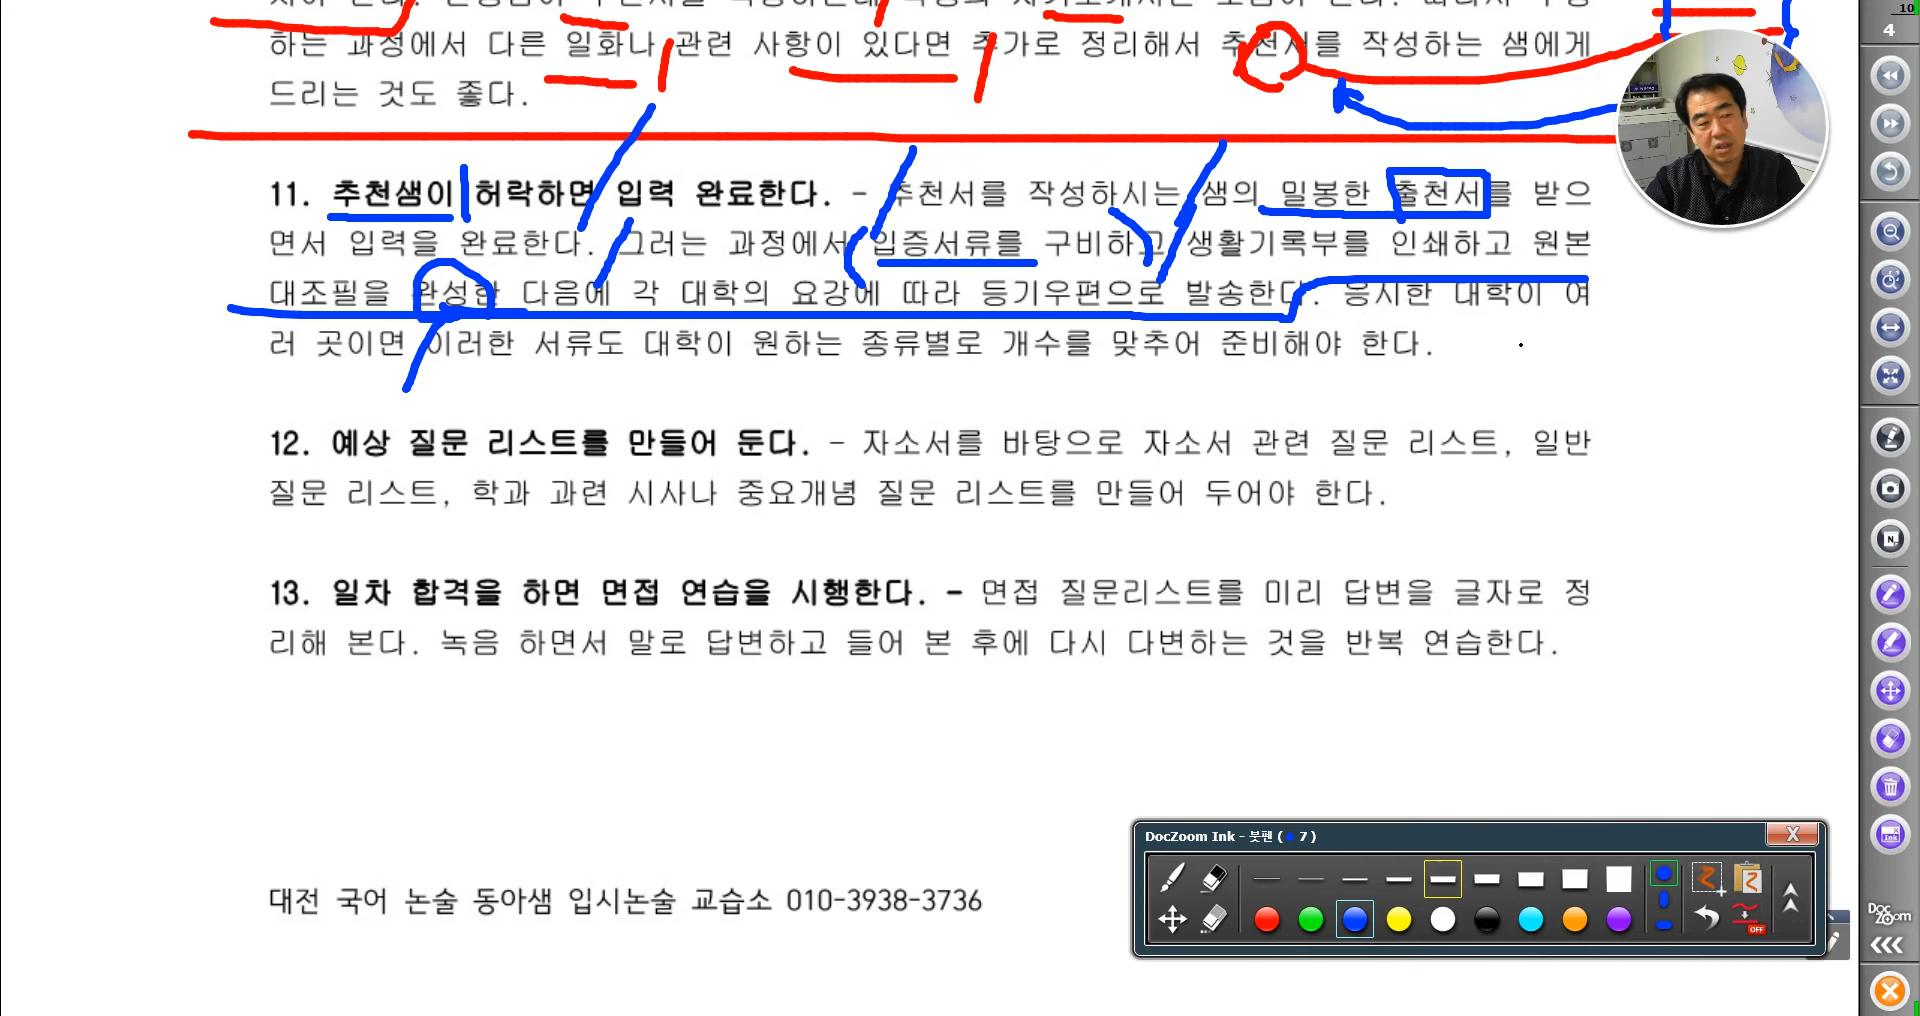 하는 과정에서 다른 일화나 관련 사항이 있다면 추가로 정리해서 추천서를 작성하는 샘에게
드리는 것도 좋다.
11. 추천샘이 허락하면 입력 완료한다. - 추천서를 작성하시는 샘의 밀봉한 출천서를 받으
면서 입력을 완료한다. 그러는 과정에서 입증서류를 구비하고 생활기록부를 인쇄하고 원본
대조필을 완성한 다음에 각 대학의 요강에 따라 등기우편으로 발송한다. 응시한 대학이 여
러 곳이면 이러한 서류도 대학이 원하는 종류별로 개수를 맞추어 준비해야 한다.
12. 예상 질문 리스트를 만들어 둔다. - 자소서를 바탕으로 자소서 관련 질문 리스트, 일반
질문 리스트, 학과 과련 시사나 중요개념 질문 리스트를 만들어 두어야 한다.
13. 일차 합격을 하면 면접 연습을 시행한다. - 면접 질문리스트를 미리 답변을 글자로 정
리해 본다. 녹음 하면서 말로 답변하고 들어 본 후에 다시 다변하는 것을 반복 연습한다.
대전 국어 논술 동아샘 입시논술 교습소 010-3938-3736
DocZoom Ink - 붓펜 ( 7 )
X
OFF
10
4
N
Ink
Doc
Zoom